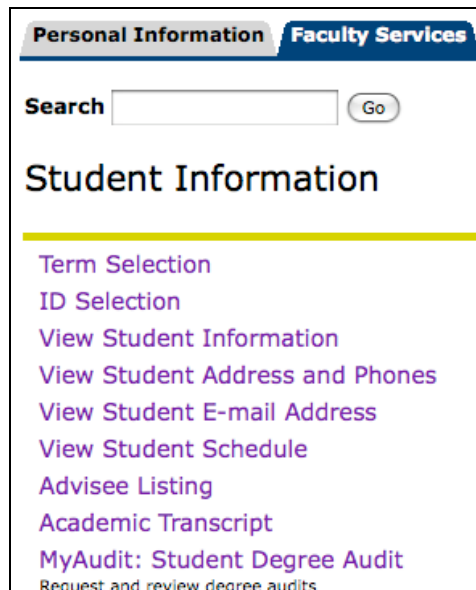 Personal Information Faculty Services
Search Go
Student Information
Term Selection
ID Selection
View Student Information
View Student Address and Phones
View Student E-mail Address
View Student Schedule
Advisee Listing
Academic Transcript
MyAudit: Student Degree Audit
Request and review degree audits